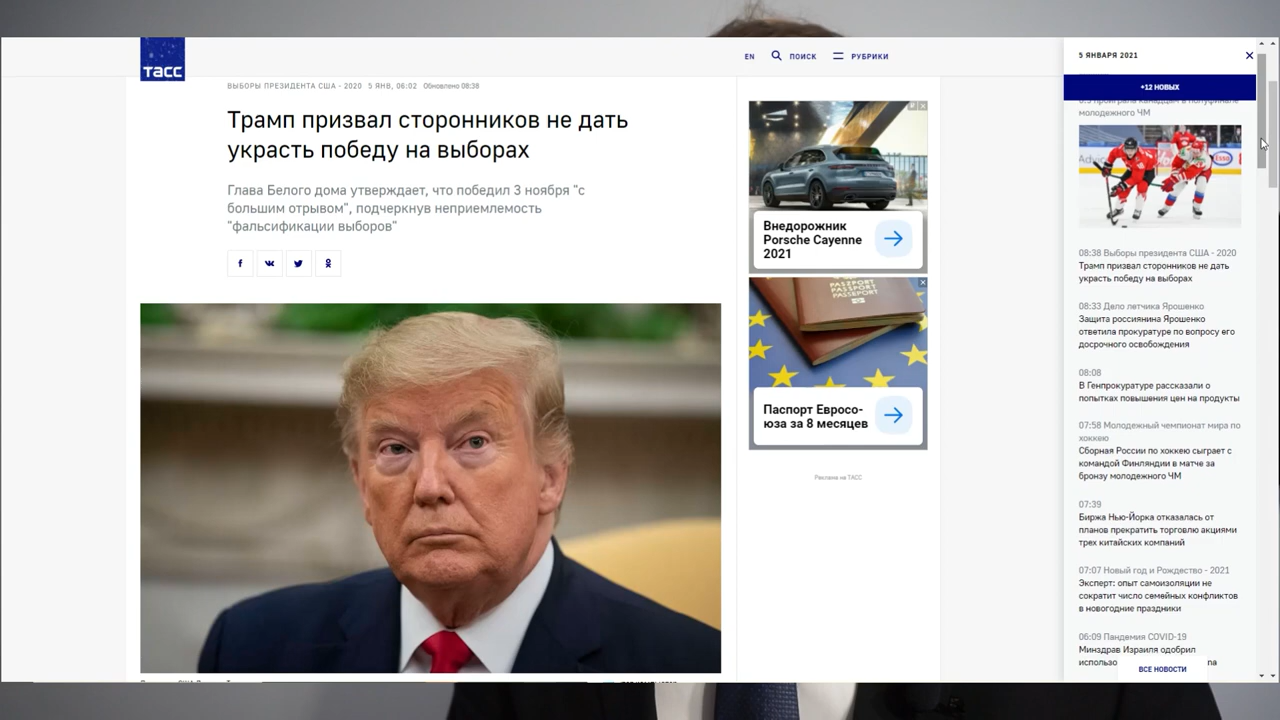 ТАСС
EN
ПОИСК
РУБРИКИ
ВЫБОРЫ ПРЕЗИДЕНТА США - 2020 5 ЯНВ, 06:02 Обновлено 08:38
Трамп призвал сторонников не дать
украсть победу на выборах
Глава Белого дома утверждает, что победил 3 ноября "с
большим отрывом", подчеркнув неприемлемость
"фальсификации выборов"
Внедорожник
Porsche Cayenne
2021
PASSPORT
PASZPORT
PASSEPORT
Паспорт Евросо-
юза за 8 месяцев
Реклама на ТАСС
5 ЯНВАРЯ 2021
+12 НОВЫХ
молодежного ЧМ
ESSO
08:38 Выборы президента США - 2020
Трамп призвал сторонников не дать
украсть победу на выборах
08:33 Дело летчика Ярошенко
Защита россиянина Ярошенко
ответила прокуратуре по вопросу его
досрочного освобождения
08:08
В Генпрокуратуре рассказали о
попытках повышения цен на продукты
07:58 Молодежный чемпионат мира по
хоккею
Сборная России по хоккею сыграет с
командой Финляндии в матче за
бронзу молодежного ЧМ
07:39
Биржа Нью-Йорка отказалась от
планов прекратить торговлю акциями
трех китайских компаний
07:07 Новый год и Рождество - 2021
Эксперт: опыт самоизоляции не
сократит число семейных конфликтов
в новогодние праздники
06:09 Пандемия COVID-19
Минздрав Израиля одобрил
ВСЕ НОВОСТИ